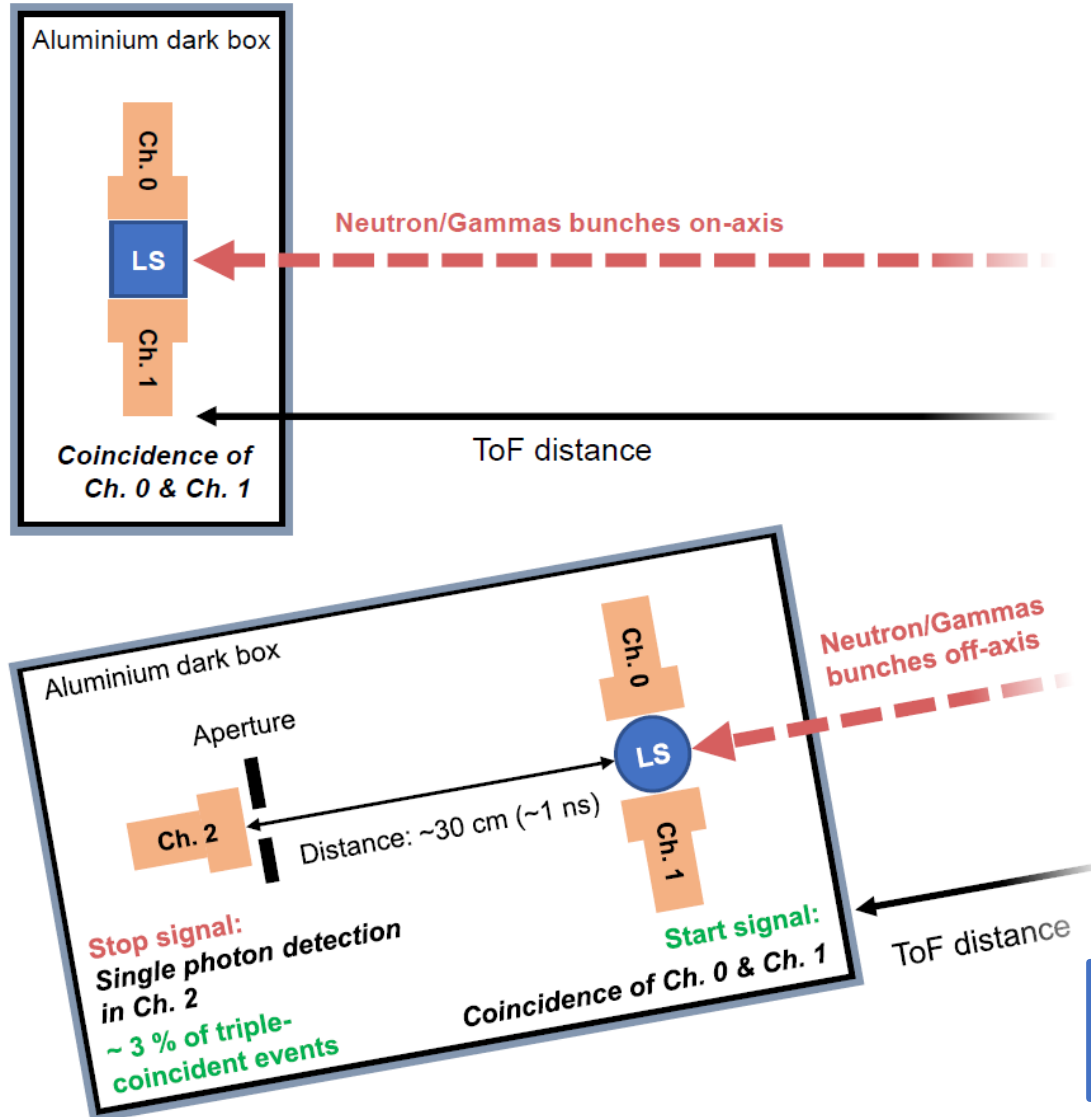 Aluminium dark box
Ch. 0
Neutron/Gammas bunches on-axis
LS
Ch. 1
ToF distance
Coincidence of
Ch. 0 & Ch. 1
Aluminium dark box
Ch. 0
Neutron/Gammas
bunches off-axis
Aperture
LS
Ch. 2
Distance: ~30 cm (~1 ns)
Ch. 1
Stop signal:
Single photon detection
in Ch. 2
~ 3 % of triple-
coincident events
Start signal:
Coincidence of Ch. 0 & Ch. 1
ToF distance